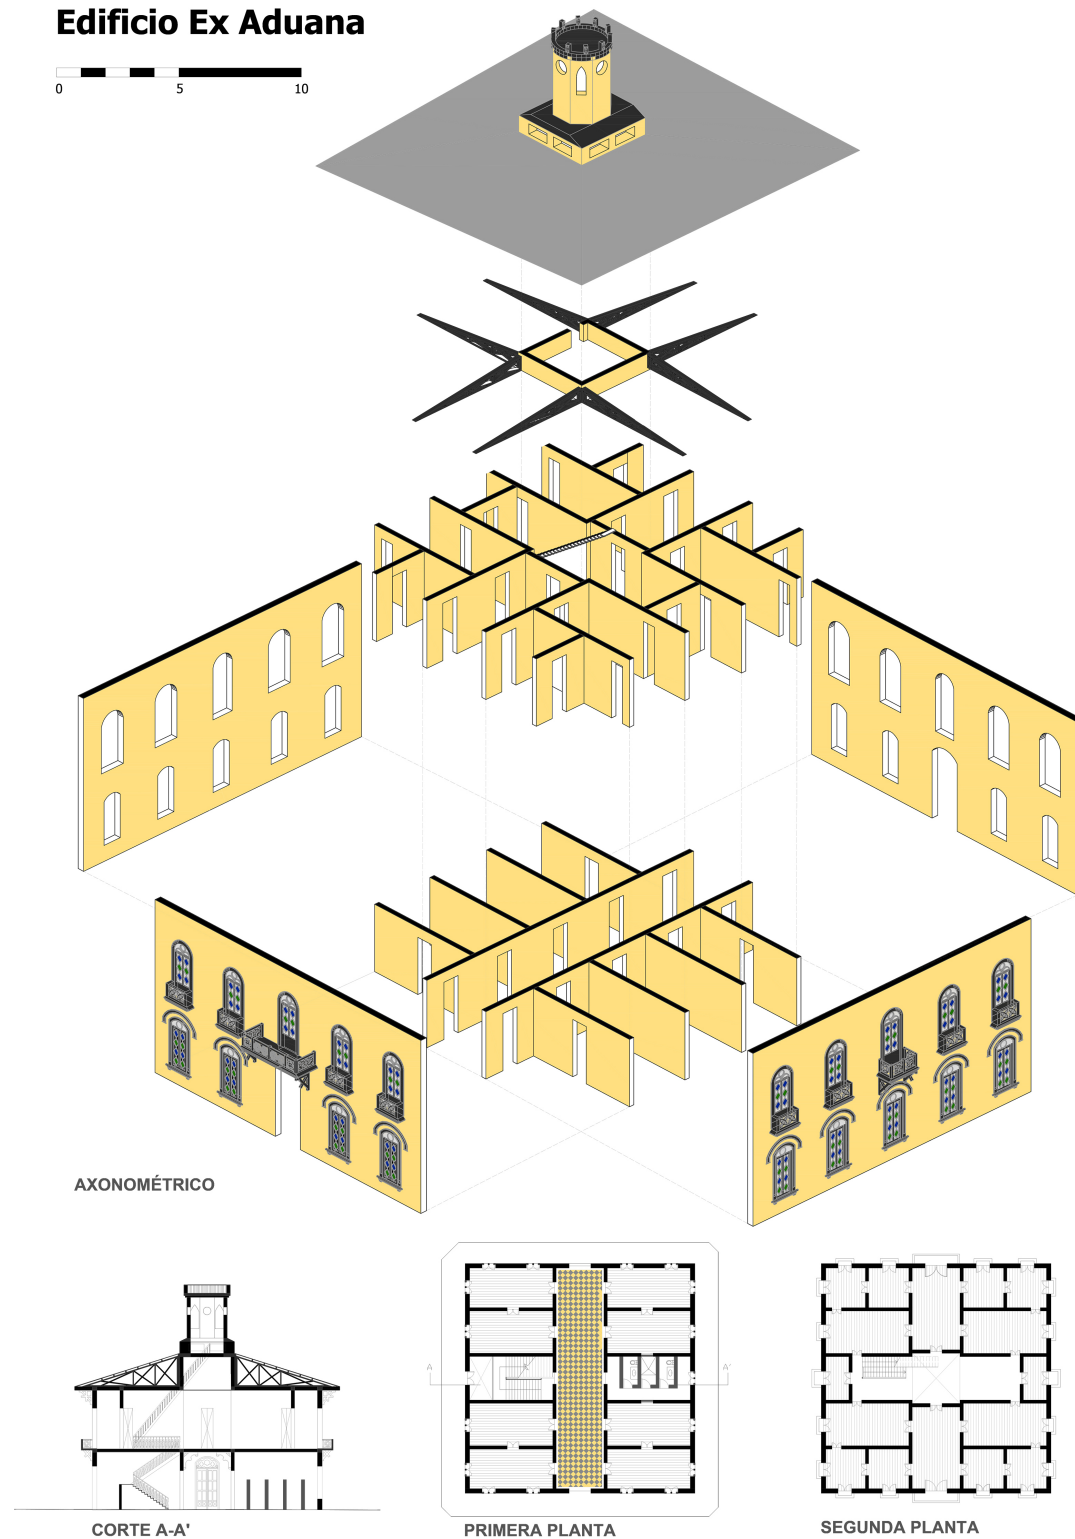 Edificio Ex Aduana
0 5 10
AXONOMÉTRICO
A A'
CORTE A-A'
PRIMERA PLANTA
SEGUNDA PLANTA